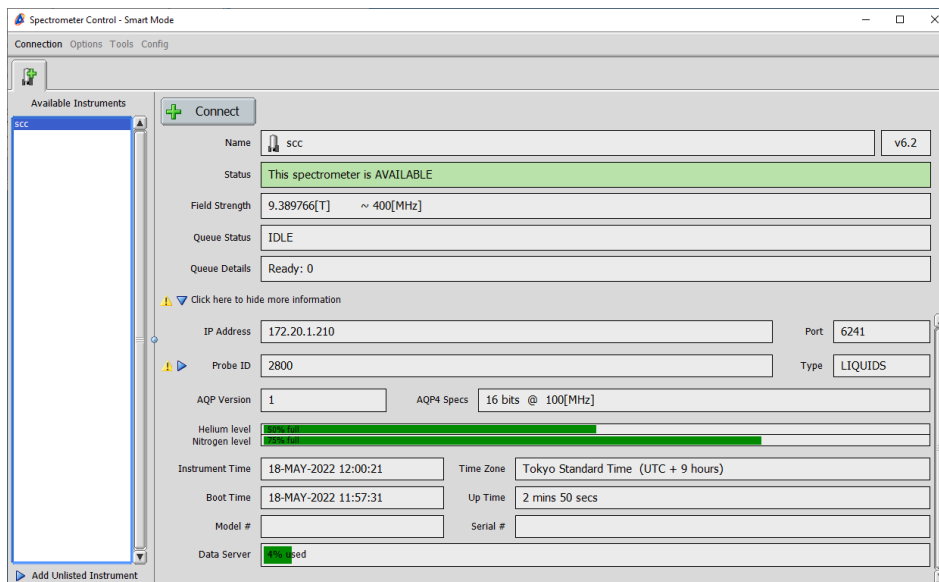 Spectrometer Control - Smart Mode
Connection Options Tools Config
Available Instruments
scc
Add Unlisted Instrument
Connect
Name scc v6.2
Status This spectrometer is AVAILABLE
Field Strength 9.389766[T] ~ 400[MHz]
Queue Status IDLE
Queue Details Ready: 0
Click here to hide more information
IP Address 172.20.1.210 Port 6241
Probe ID 2800 Type LIQUIDS
AQP Version 1 AQP4 Specs 16 bits @ 100[MHz]
Helium level 50% full
Nitrogen level 75% full
Instrument Time 18-MAY-2022 12:00:21 Time Zone Tokyo Standard Time (UTC + 9 hours)
Boot Time 18-MAY-2022 11:57:31 Up Time 2 mins 50 secs
Model # Serial #
Data Server 4% used